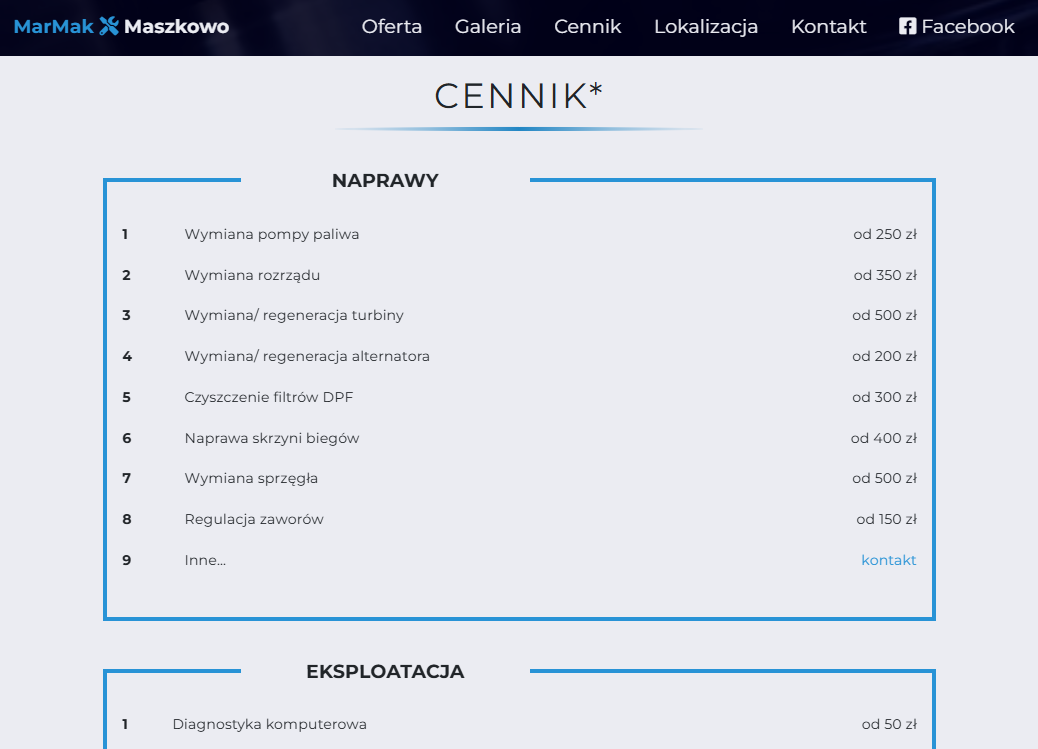 MarMak Maszkowo Oferta Galeria Cennik Lokalizacja Kontakt Facebook
CENNIK*
NAPRAWY
1 Wymiana pompy paliwa od 250 zł
2 Wymiana rozrządu od 350 zł
3 Wymiana/ regeneracja turbiny od 500 zł
4 Wymiana/ regeneracja alternatora od 200 zł
5 Czyszczenie filtrów DPF od 300 zł
6 Naprawa skrzyni biegów od 400 zł
7 Wymiana sprzęgła od 500 zł
8 Regulacja zaworów od 150 zł
9 Inne... kontakt
EKSPLOATACJA
1 Diagnostyka komputerowa od 50 zł